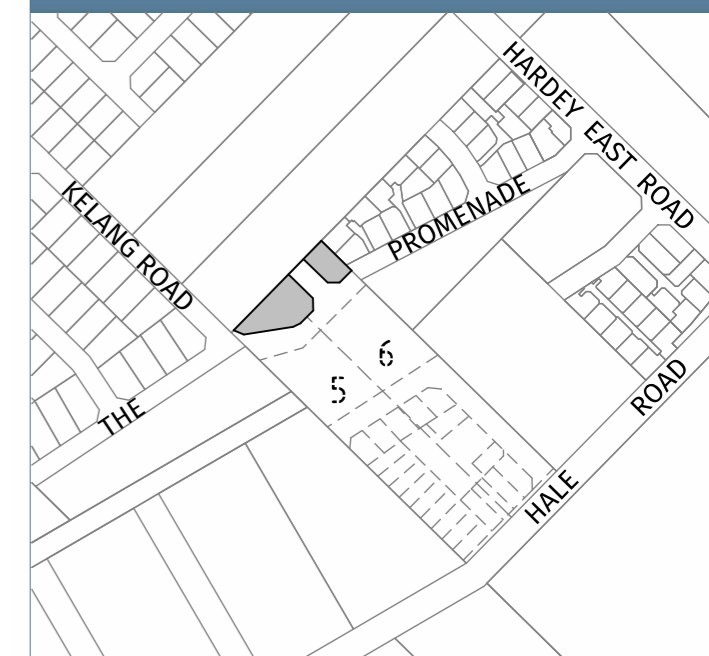 HARDEY EAST ROAD
KELANG ROAD
PROMENADE
6
5
ROAD
THE
HALE